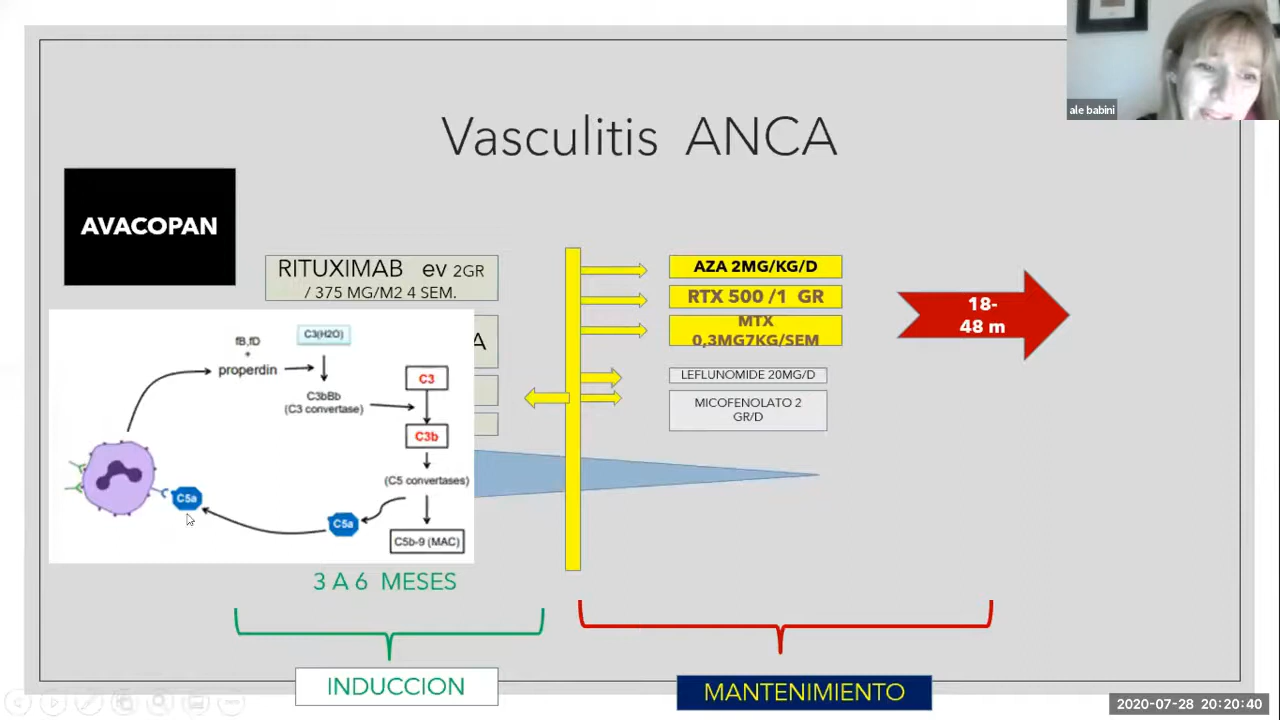 ale babini
Vasculitis ANCA
AVACOPAN
RITUXIMAB ev 2GR
/ 375 MG/M2 4 SEM.
A
fB,fD
+
properdin
C3(H2O)
C3bBb
(C3 convertase)
C3
C3b
(C5 convertases)
C5a
C5a
C5b-9 (MAC)
3 A 6 MESES
INDUCCION
AZA 2MG/KG/D
RTX 500 /1 GR
MTX
0,3MG7KG/SEM
LEFLUNOMIDE 20MG/D
MICOFENOLATO 2
GR/D
18-
48 m
MANTENIMIENTO
2020-07-28 20:20:40